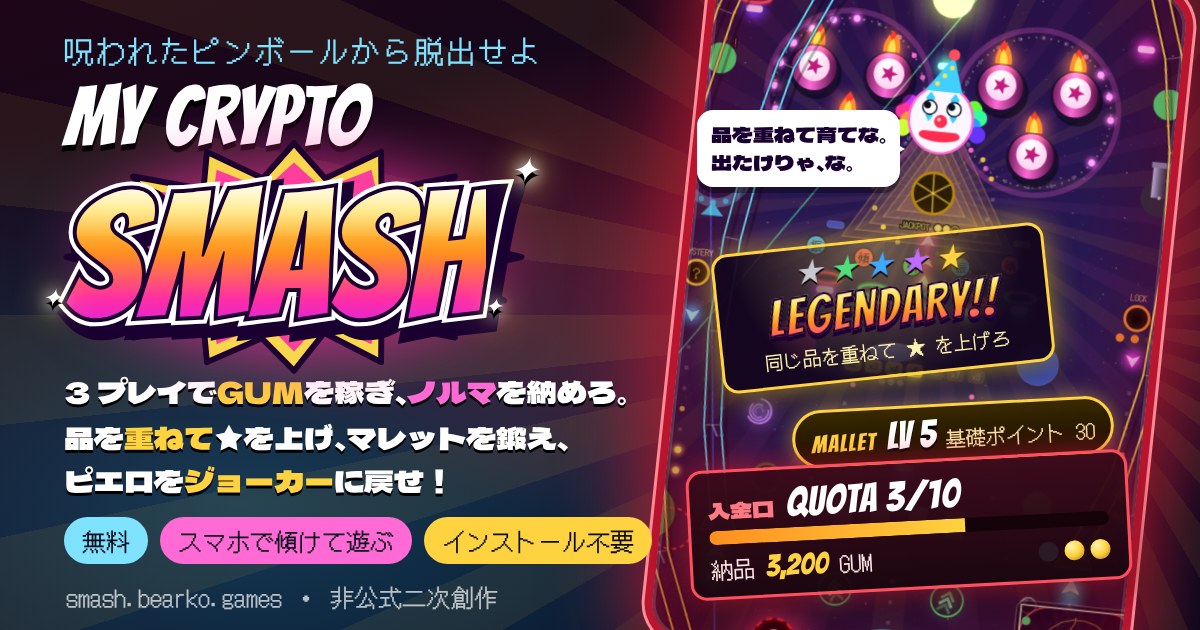 呪われたピンボールから脱出せよ
MY CRYPTO
SMASH
3プレイでGUMを稼ぎ、ノルマを納めろ。
品を重ねて★を上げ、マレットを鍛え、
ピエロをジョーカーに戻せ！
無料
スマホで傾けて遊ぶ
インストール不要
smash.bearko.games ・ 非公式二次創作
品を重ねて育てな。
出たけりゃ、な。
JACKPOT
MYSTERY
?
LOCK
LEGENDARY!!
同じ品を重ねて ★ を上げろ
MALLET LV 5 基礎ポイント 30
入金口 QUOTA 3/10
納品 3,200 GUM